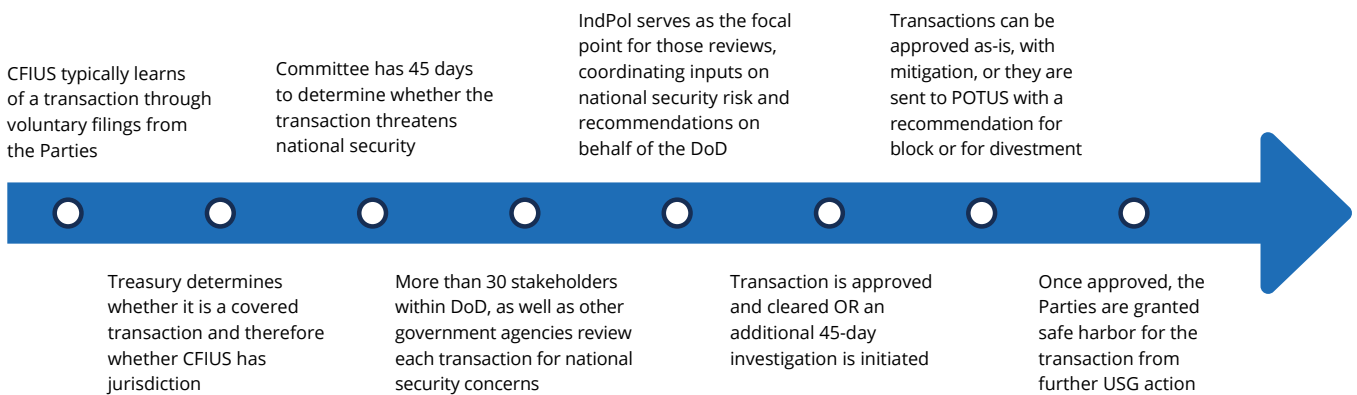 CFIUS typically learns
of a transaction through
voluntary filings from
the Parties
Treasury determines
whether it is a covered
transaction and therefore
whether CFIUS has
jurisdiction
Committee has 45 days
to determine whether the
transaction threatens
national security
More than 30 stakeholders
within DoD, as well as other
government agencies review
each transaction for national
security concerns
IndPol serves as the focal
point for those reviews,
coordinating inputs on
national security risk and
recommendations on
behalf of the DoD
Transaction is approved
and cleared OR an
additional 45-day
investigation is initiated
Transactions can be
approved as-is, with
mitigation, or they are
sent to POTUS with a
recommendation for
block or for divestment
Once approved, the
Parties are granted
safe harbor for the
transaction from
further USG action